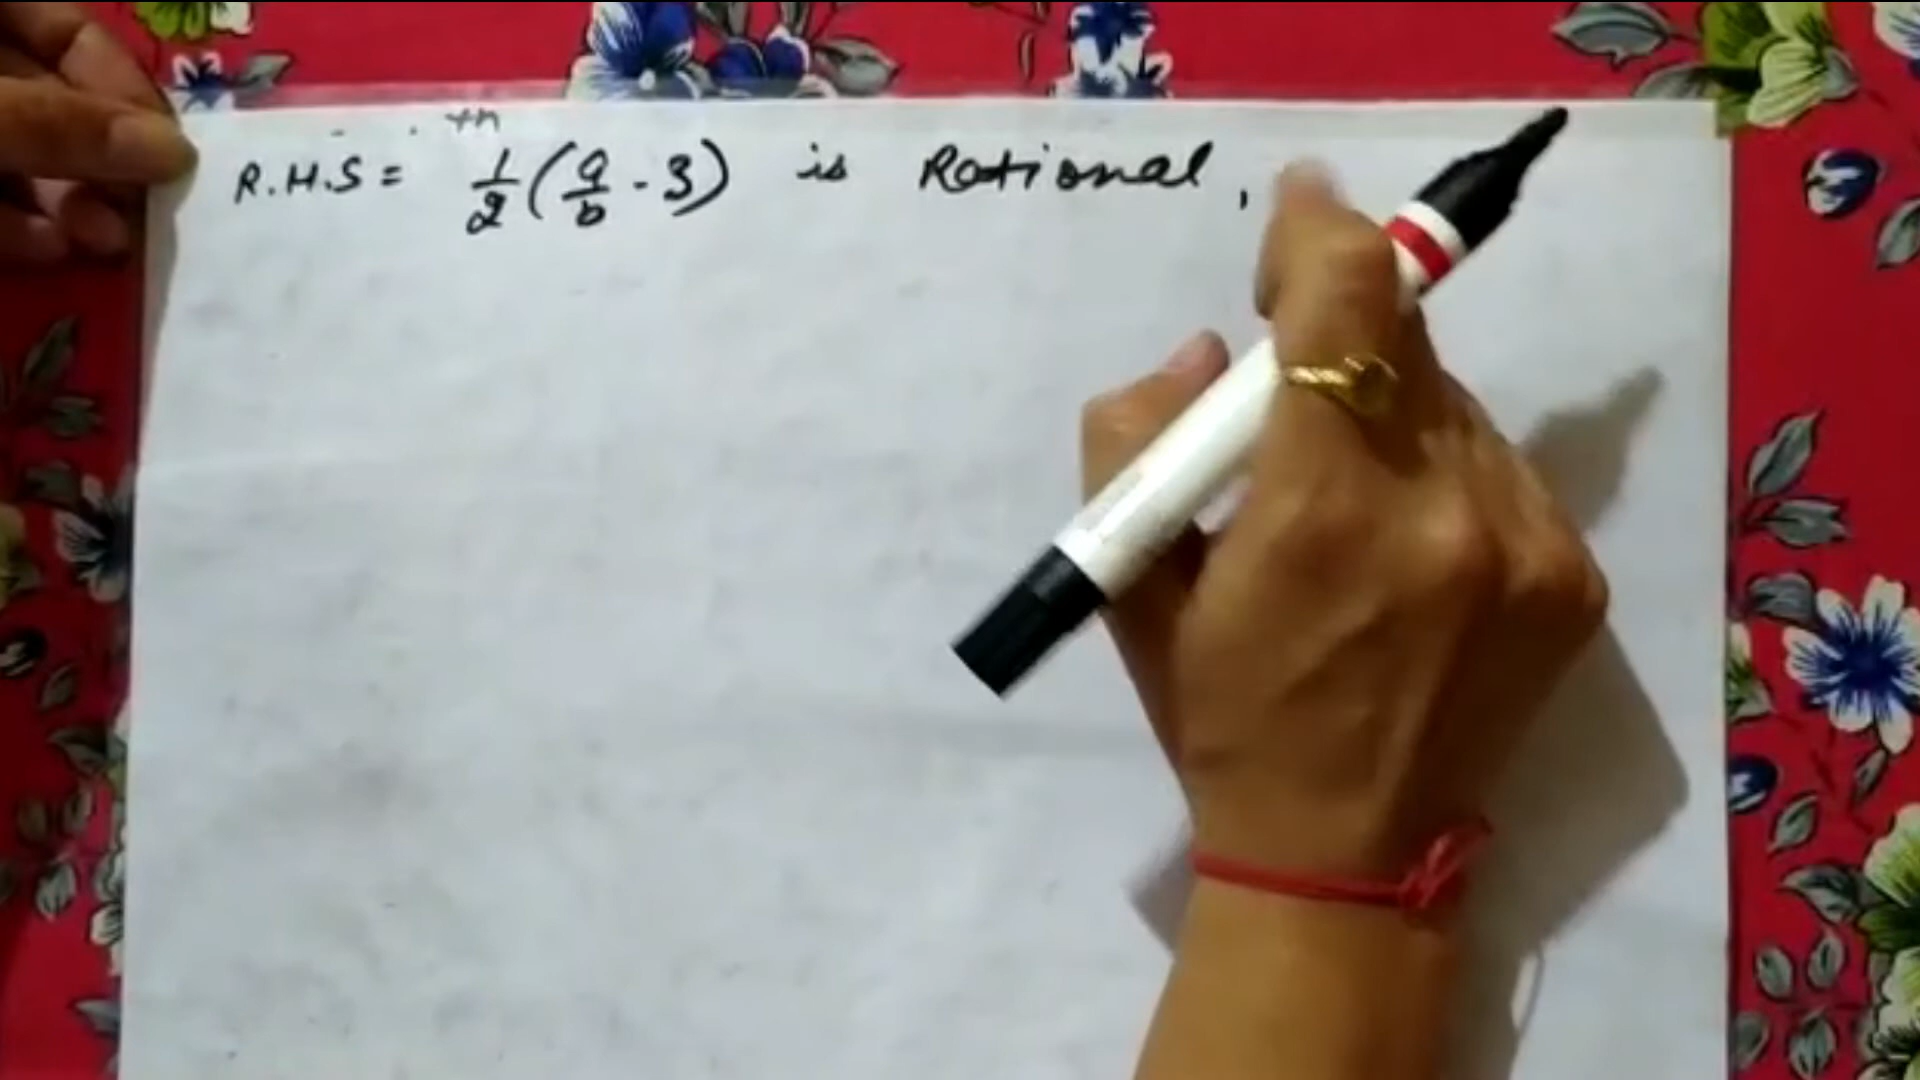 R.H.S = 1/2 (a/b - 3) is Rational,